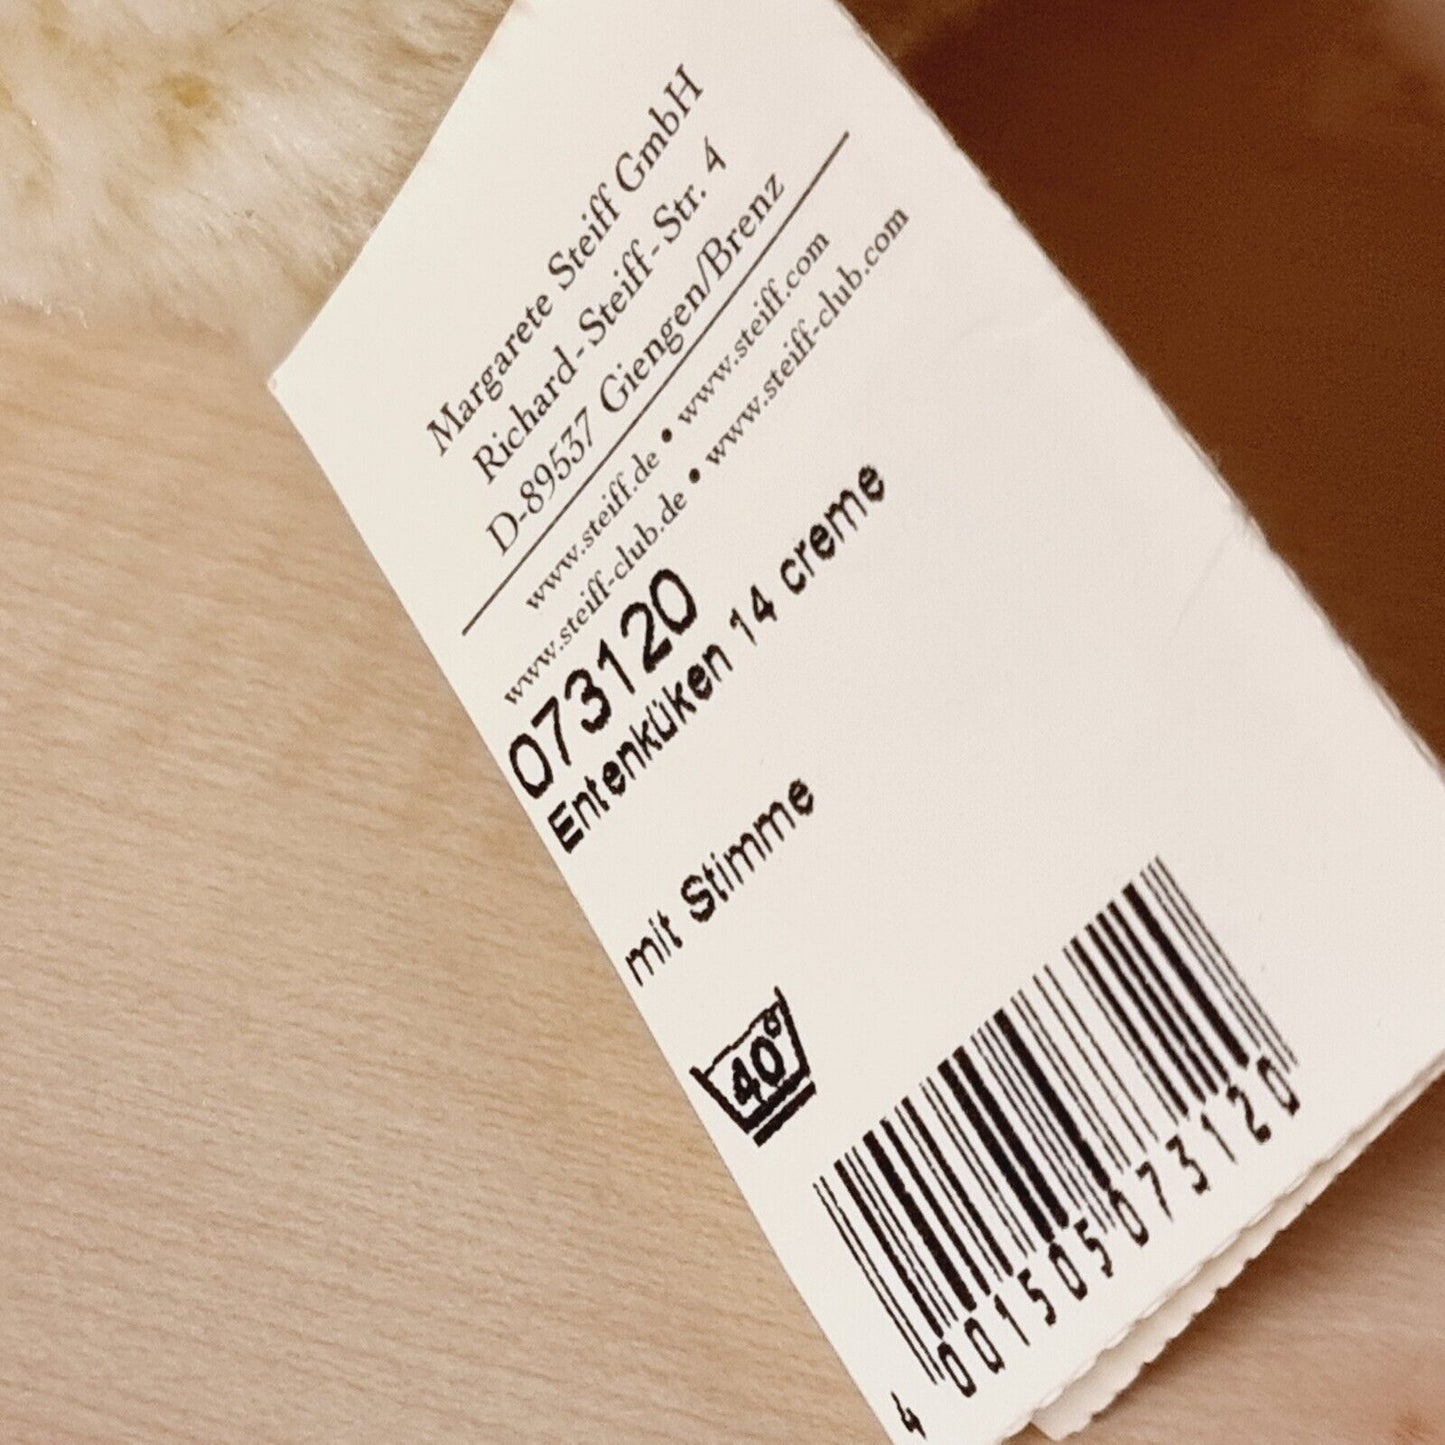 Margarete Steiff GmbH
Richard-Steiff-Str. 4
D-89537 Giengen/Brenz
www.steiff.de • www.steiff.com
www.steiff-club.de • www.steiff-club.com
073120
Entenküken 14 creme
mit Stimme
40°
4 001505 073120